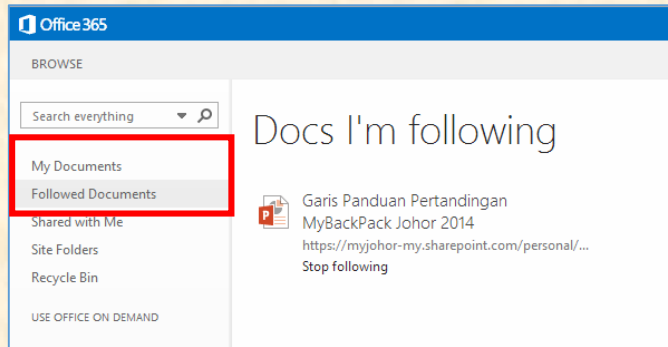 Office 365
BROWSE
Search everything
My Documents
Followed Documents
Shared with Me
Site Folders
Recycle Bin
USE OFFICE ON DEMAND
Docs I'm following
Garis Panduan Pertandingan
MyBackPack Johor 2014
https://myjohor-my.sharepoint.com/personal/...
Stop following